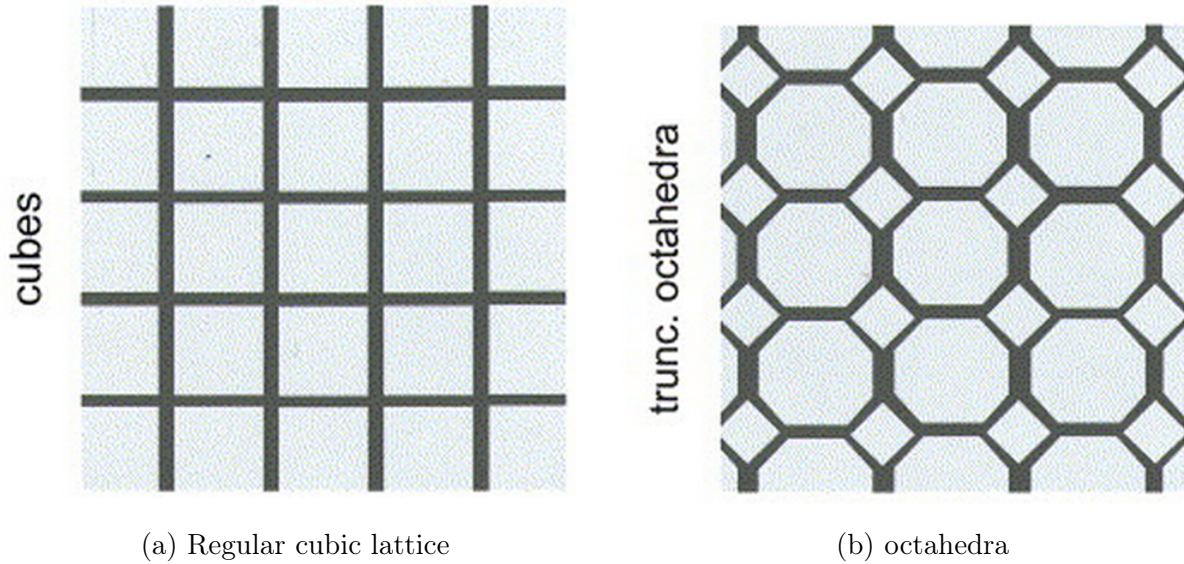 cubes
trunc. octahedra
(a) Regular cubic lattice
(b) octahedra